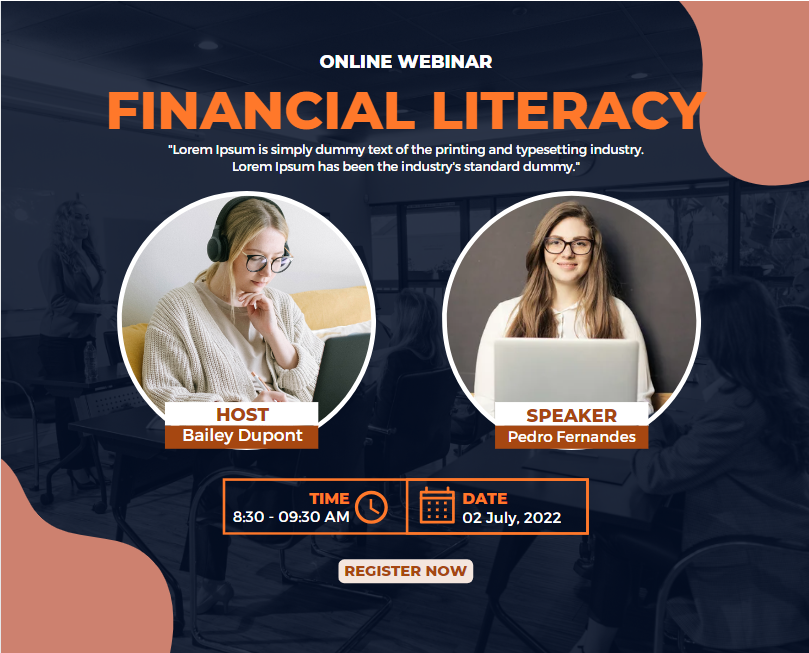 ONLINE WEBINAR
FINANCIAL LITERACY
"Lorem Ipsum is simply dummy text of the printing and typesetting industry.
Lorem Ipsum has been the industry's standard dummy."
HOST
Bailey Dupont
SPEAKER
Pedro Fernandes
TIME
8:30 - 09:30 AM
DATE
02 July, 2022
REGISTER NOW